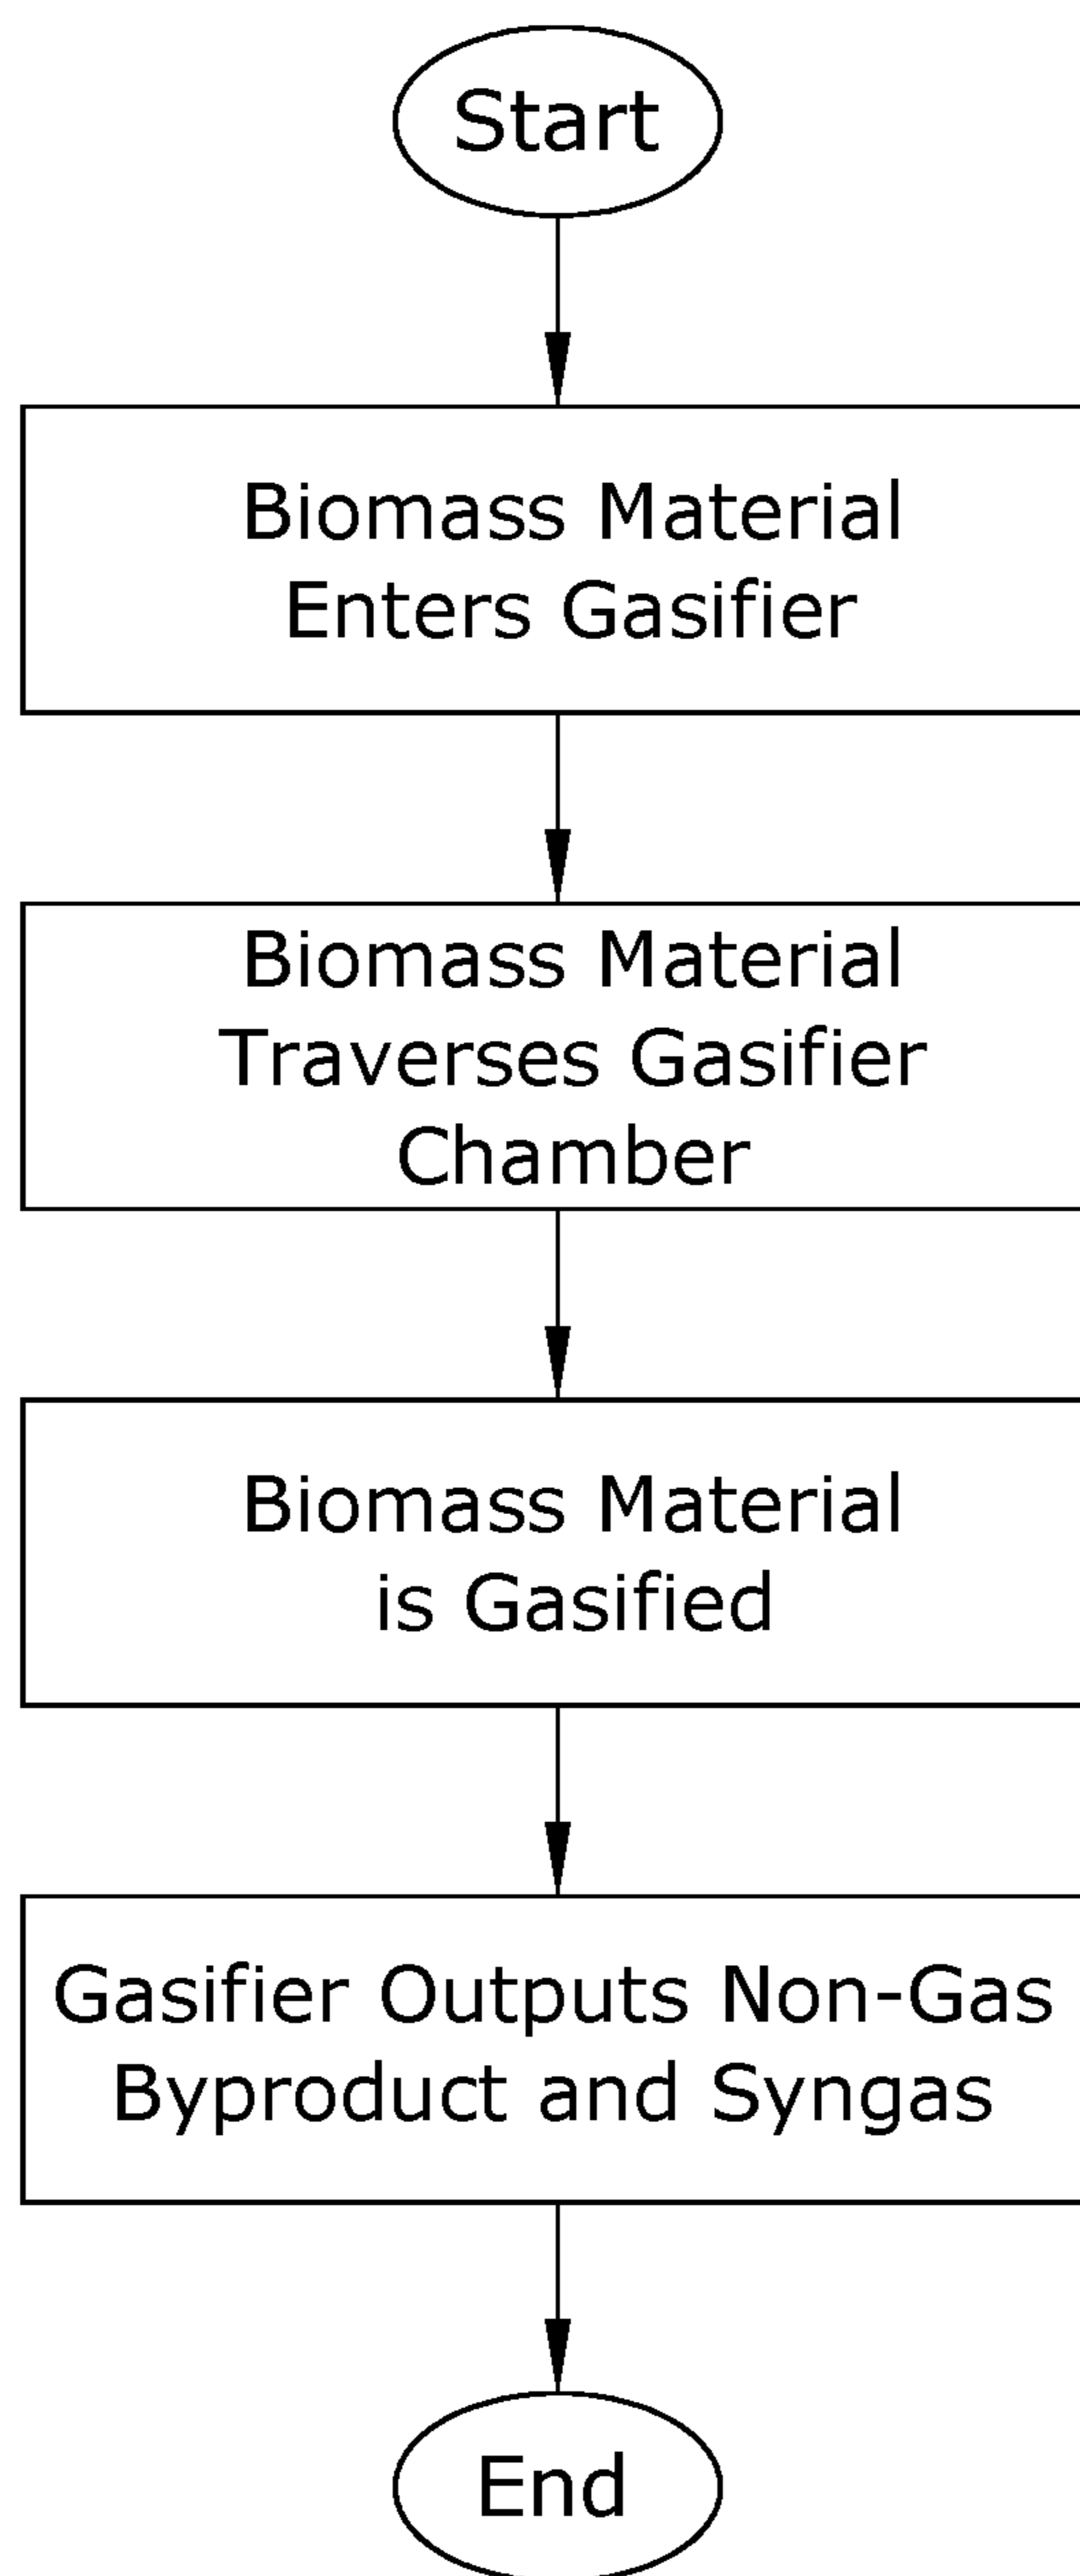 Start
Biomass Material
Enters Gasifier
Biomass Material
Traverses Gasifier
Chamber
Biomass Material
is Gasified
Gasifier Outputs Non-Gas
Byproduct and Syngas
End